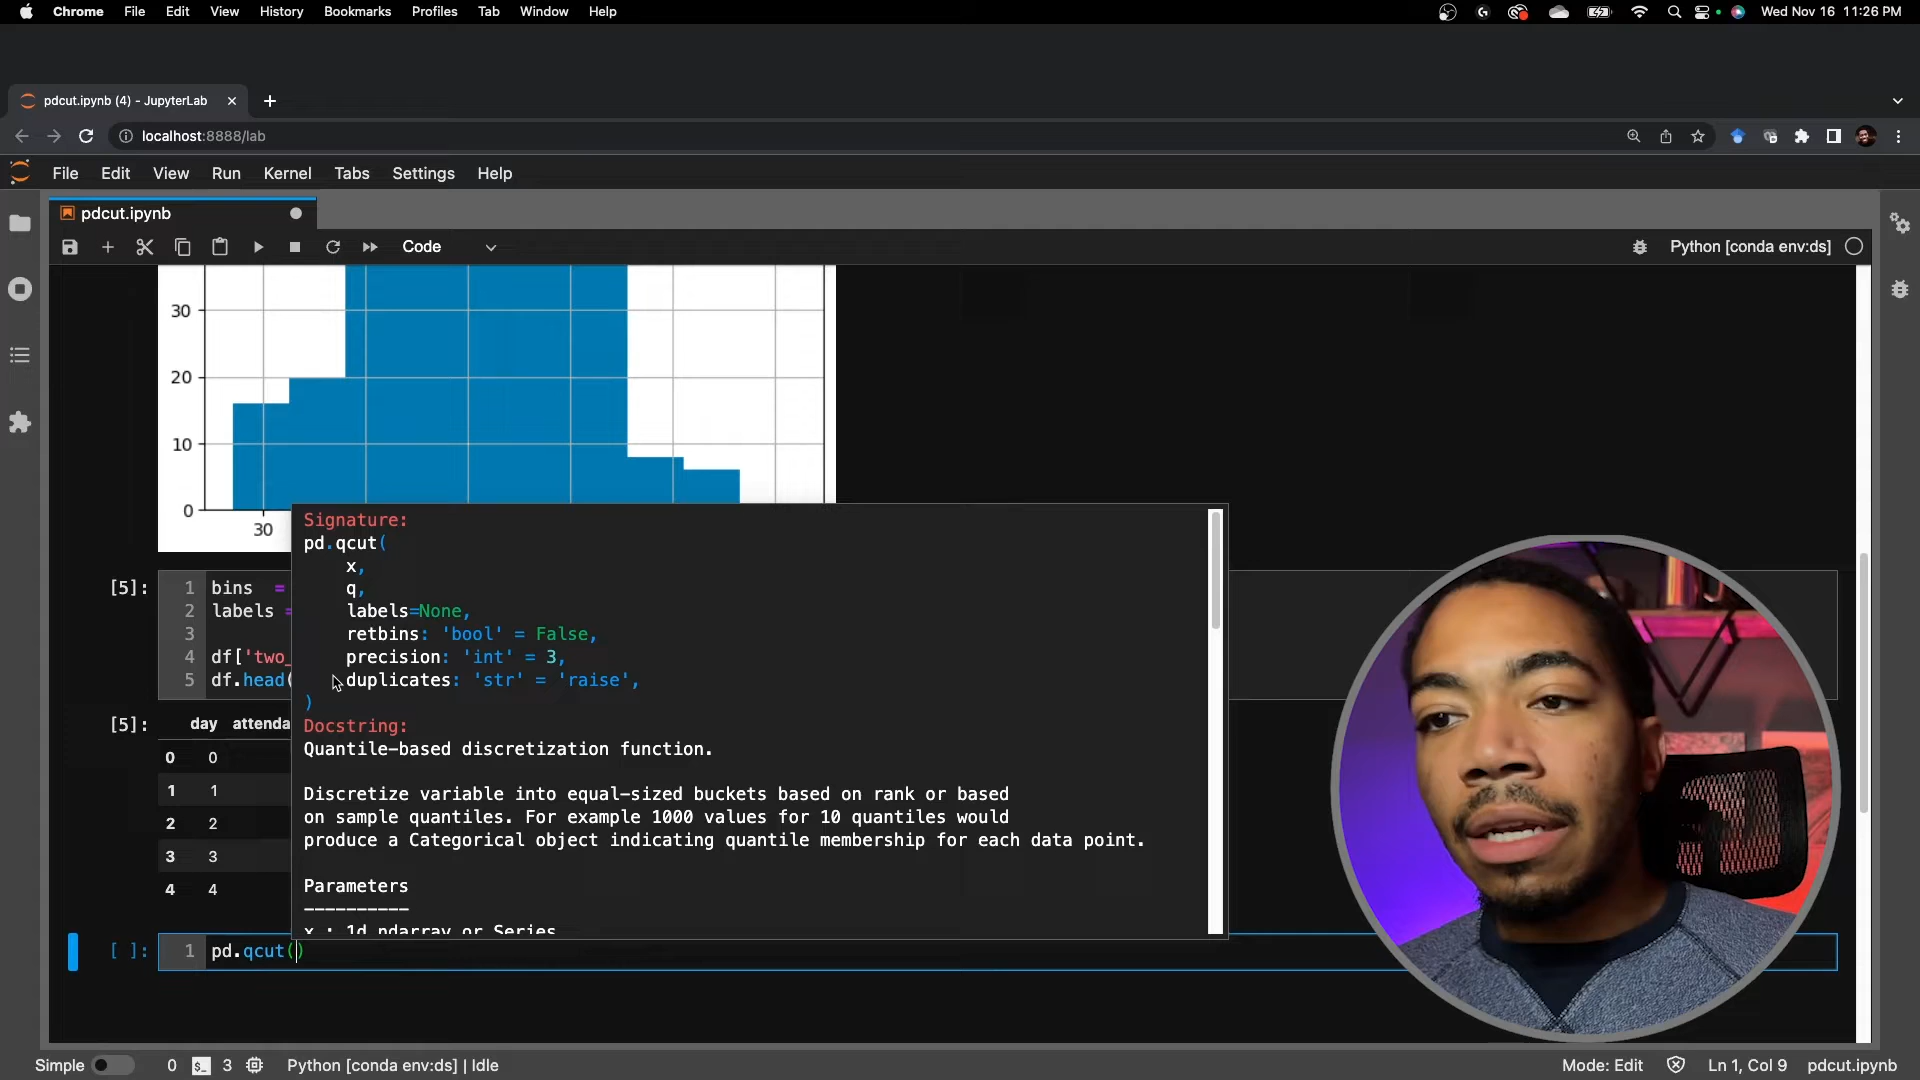 Chrome File Edit View History Bookmarks Profiles Tab Window Help
Wed Nov 16 11:26 PM
pdcut.ipynb (4) - JupyterLab
localhost:8888/lab
File Edit View Run Kernel Tabs Settings Help
pdcut.ipynb
Code
Python [conda env:ds]
30
20
10
0
30
Signature:
pd.qcut(
x,
q,
labels=None,
retbins: 'bool' = False,
precision: 'int' = 3,
duplicates: 'str' = 'raise',
)
Docstring:
Quantile-based discretization function.
Discretize variable into equal-sized buckets based on rank or based
on sample quantiles. For example 1000 values for 10 quantiles would
produce a Categorical object indicating quantile membership for each data point.
Parameters
----------
x : 1d ndarray or Series
[5]:
1 bins =
2 labels =
3
4 df['two_
5 df.head(
[5]:
day attenda
0 0
1 1
2 2
3 3
4 4
[ ]: 1 pd.qcut()
Simple 0 3 Python [conda env:ds] | Idle
Mode: Edit Ln 1, Col 9 pdcut.ipynb